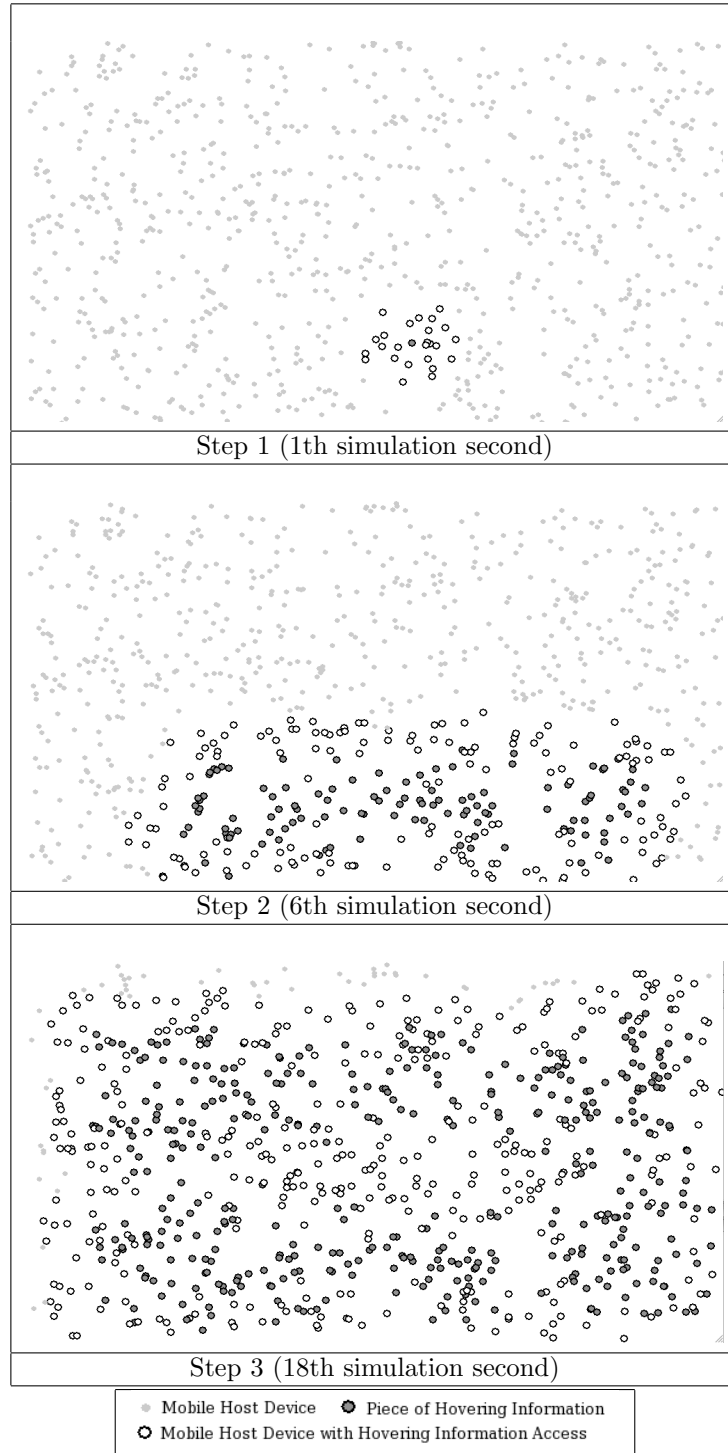 Step 1 (1th simulation second)
Step 2 (6th simulation second)
Step 3 (18th simulation second)
Mobile Host Device Piece of Hovering Information
Mobile Host Device with Hovering Information Access